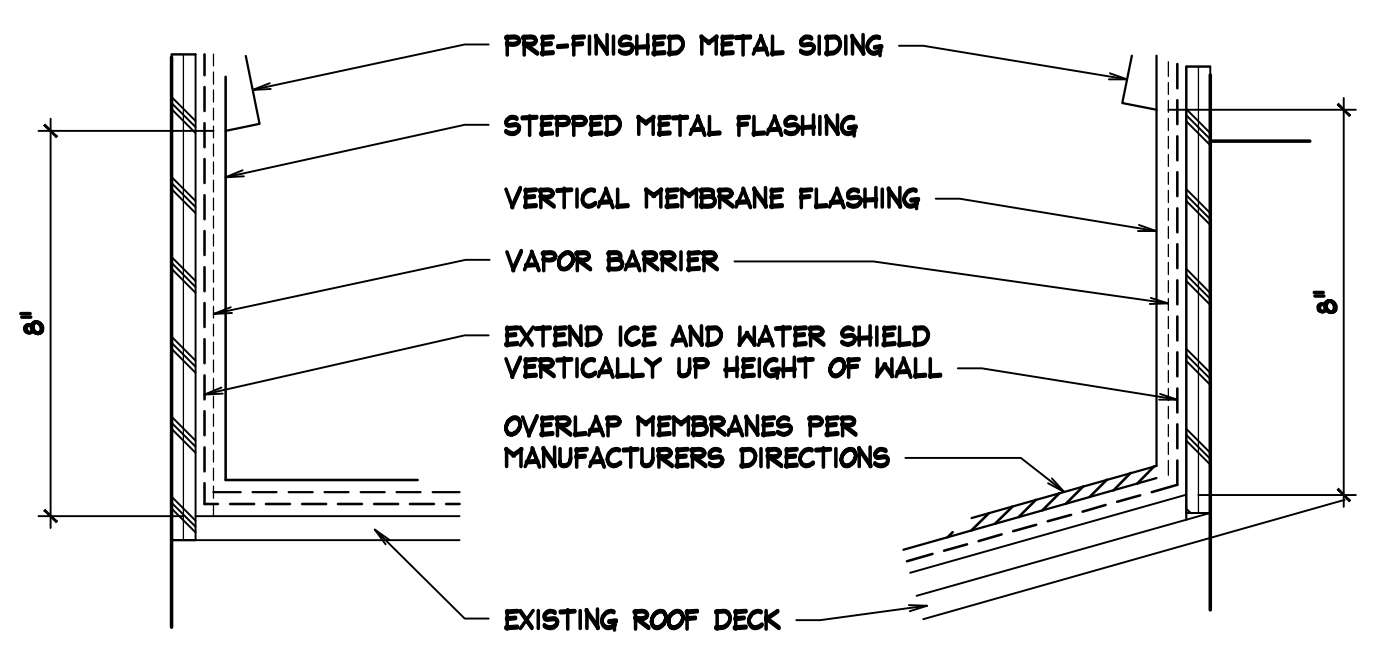 PRE-FINISHED METAL SIDING
STEPPED METAL FLASHING
VERTICAL MEMBRANE FLASHING
VAPOR BARRIER
EXTEND ICE AND WATER SHIELD
VERTICALLY UP HEIGHT OF WALL
OVERLAP MEMBRANES PER
MANUFACTURERS DIRECTIONS
EXISTING ROOF DECK
8"
8"